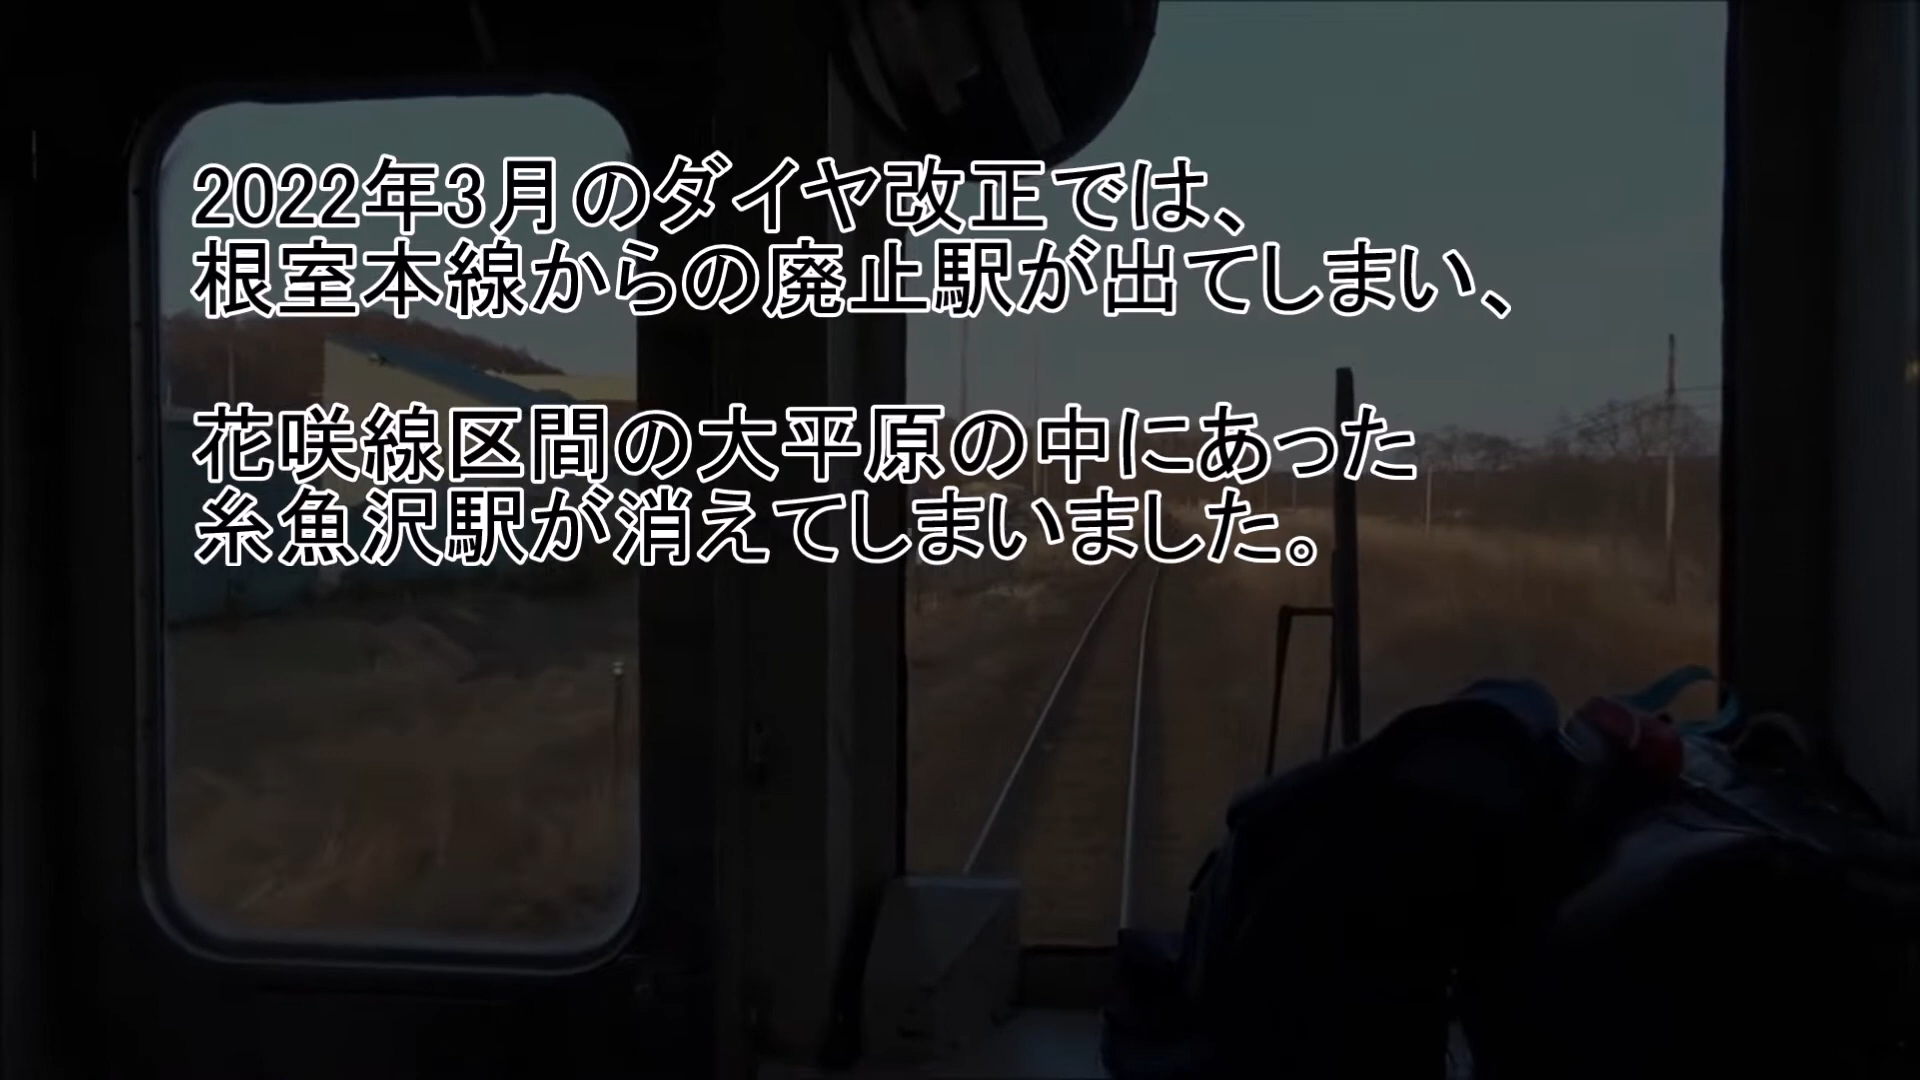 2022年3月のダイヤ改正では、
根室本線からの廃止駅が出てしまい、
花咲線区間の大平原の中にあった
糸魚沢駅が消えてしまいました。